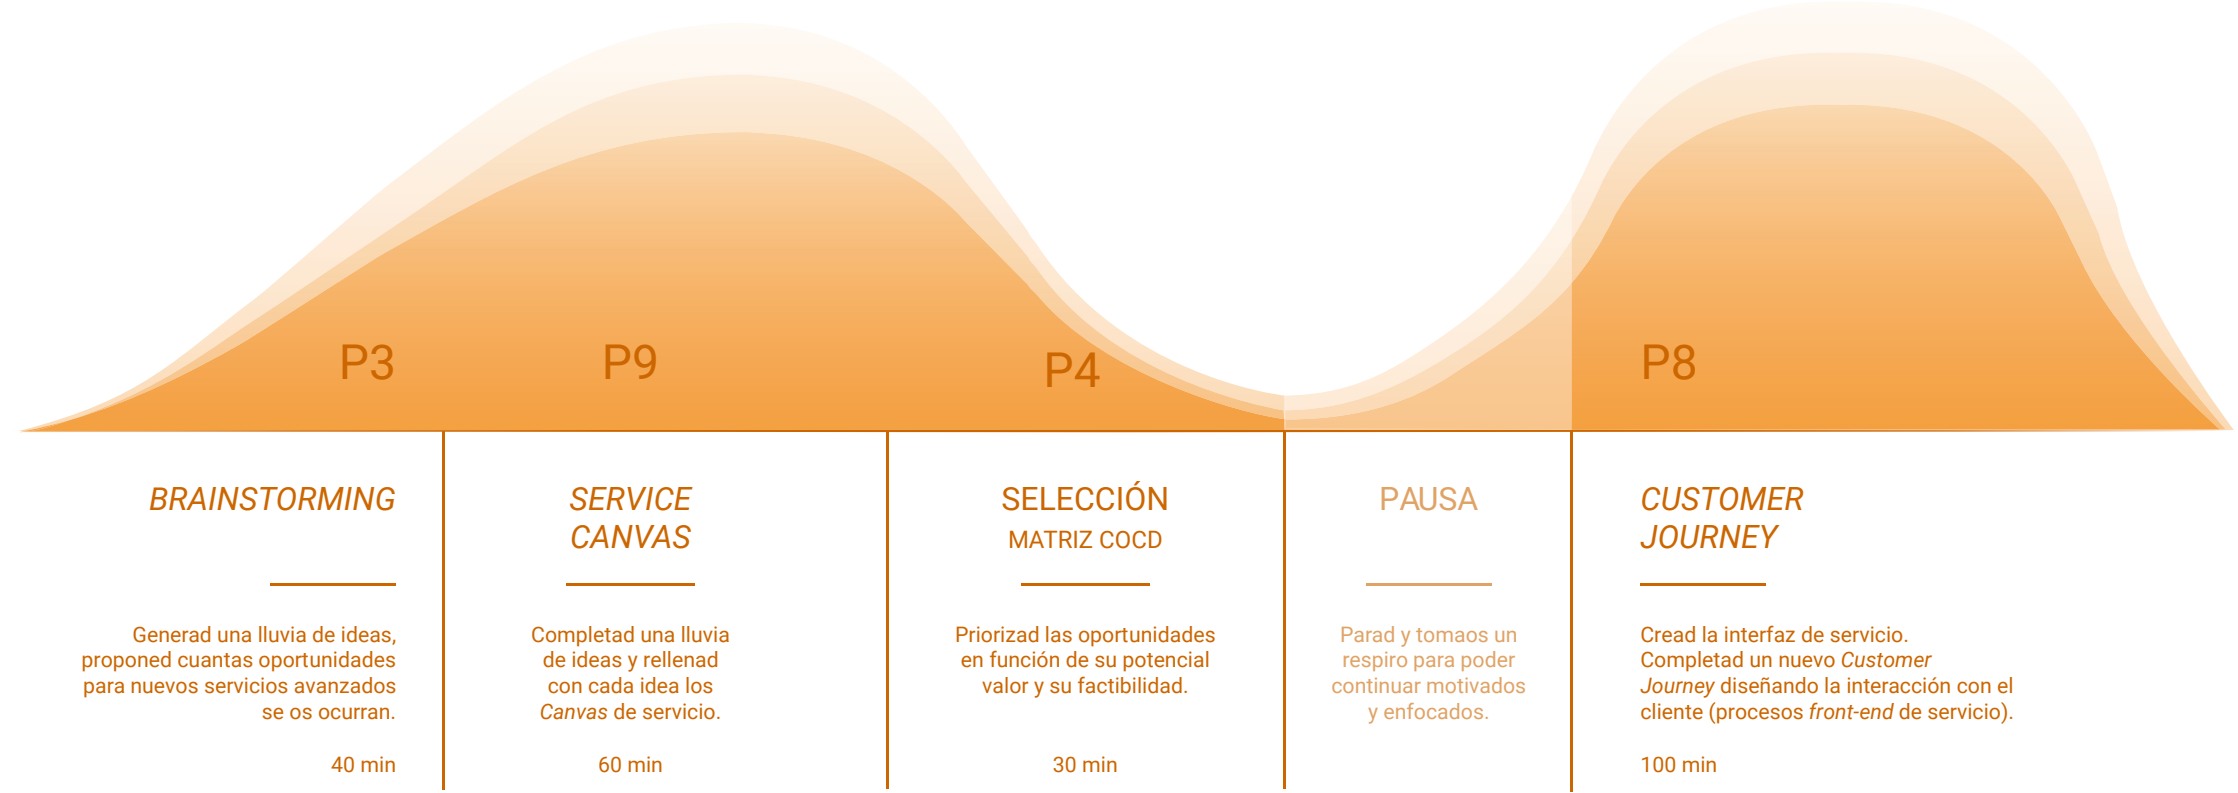 P3
P9
P4
P8
BRAINSTORMING
Generad una lluvia de ideas,
proponed cuantas oportunidades
para nuevos servicios avanzados
se os ocurran.
40 min
SERVICE
CANVAS
Completad una lluvia
de ideas y rellenad
con cada idea los
Canvas de servicio.
60 min
SELECCIÓN
MATRIZ COCD
Priorizad las oportunidades
en función de su potencial
valor y su factibilidad.
30 min
PAUSA
Parad y tomaos un
respiro para poder
continuar motivados
y enfocados.
CUSTOMER
JOURNEY
Cread la interfaz de servicio.
Completad un nuevo Customer
Journey diseñando la interacción con el
cliente (procesos front-end de servicio).
100 min